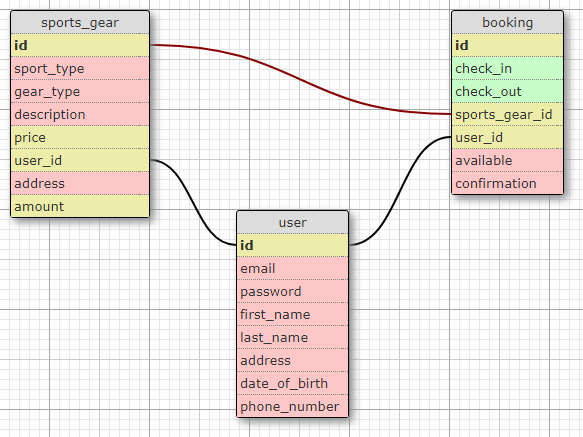 sports_gear
id
sport_type
gear_type
description
price
user_id
address
amount
booking
id
check_in
check_out
sports_gear_id
user_id
available
confirmation
user
id
email
password
first_name
last_name
address
date_of_birth
phone_number